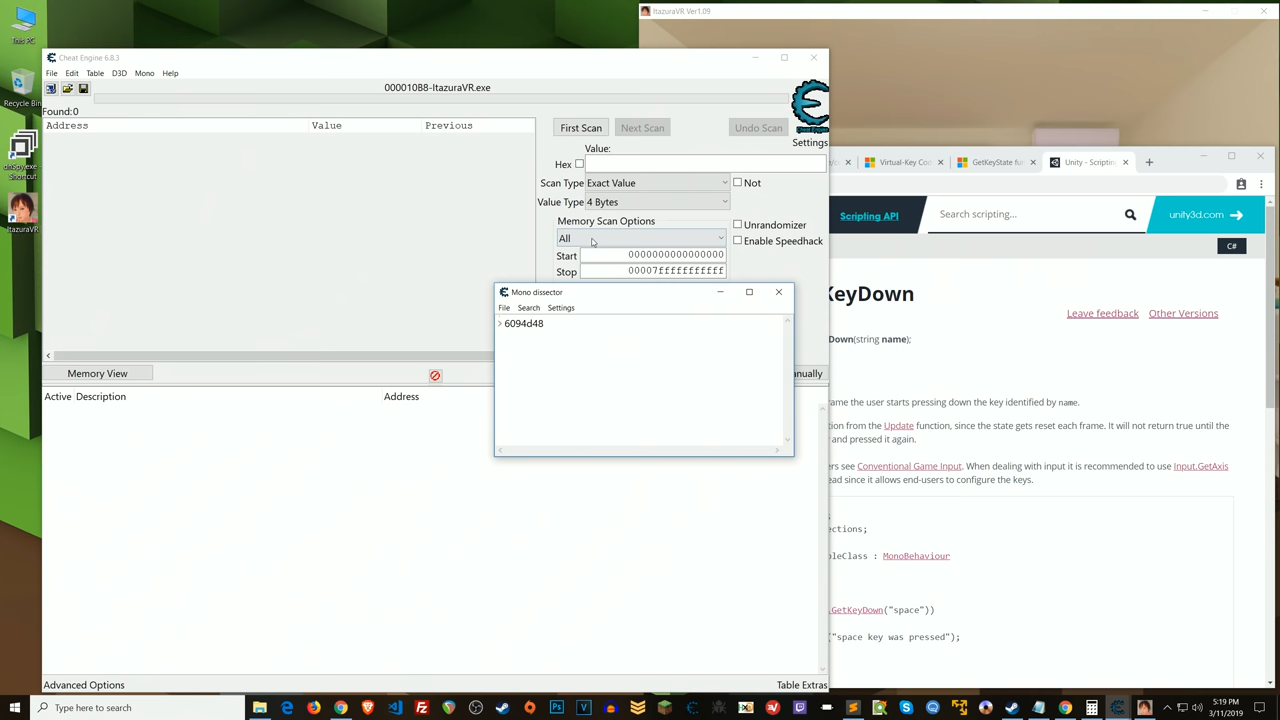 This PC
Recycle Bin
dnSpy.exe
Shortcut
ItazuraVR
ItazuraVR Ver1.09
Cheat Engine 6.8.3
File Edit Table D3D Mono Help
000010B8-ItazuraVR.exe
Found:0
Address Value Previous
First Scan Next Scan Undo Scan
Settings
Value:
Hex
Scan Type Exact Value Not
Value Type 4 Bytes
Memory Scan Options
All
Unrandomizer
Enable Speedhack
Start 0000000000000000
Stop 00007fffffffffff
Memory View
anually
Active Description Address
Advanced Options Table Extras
Mono dissector
File Search Settings
6094d48
Virtual-Key Co
GetKeyState fun
Unity - Scriptin
Scripting API
Search scripting...
unity3d.com
C#
KeyDown
Leave feedback Other Versions
Down(string name);
rame the user starts pressing down the key identified by name.
tion from the Update function, since the state gets reset each frame. It will not return true until the
and pressed it again.
ers see Conventional Game Input. When dealing with input it is recommended to use Input.GetAxis
ead since it allows end-users to configure the keys.
ections;
bleClass : MonoBehaviour
.GetKeyDown("space"))
("space key was pressed");
Type here to search
5:19 PM
3/11/2019